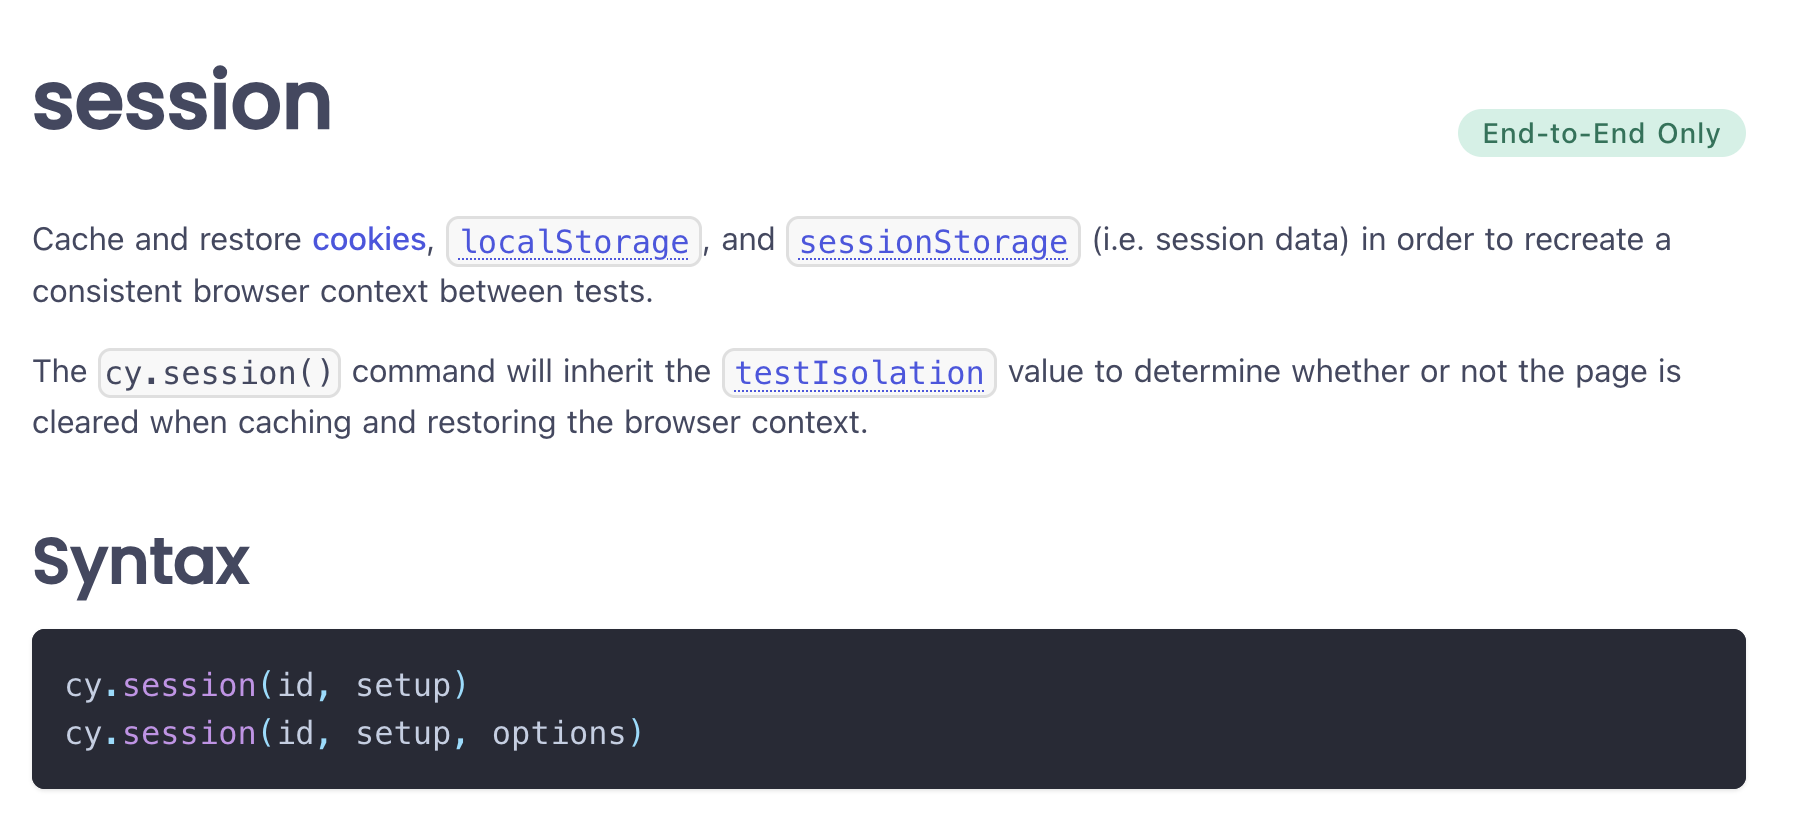 session
End-to-End Only
Cache and restore cookies, localStorage, and sessionStorage (i.e. session data) in order to recreate a
consistent browser context between tests.
The cy.session() command will inherit the testIsolation value to determine whether or not the page is
cleared when caching and restoring the browser context.
Syntax
cy.session(id, setup)
cy.session(id, setup, options)